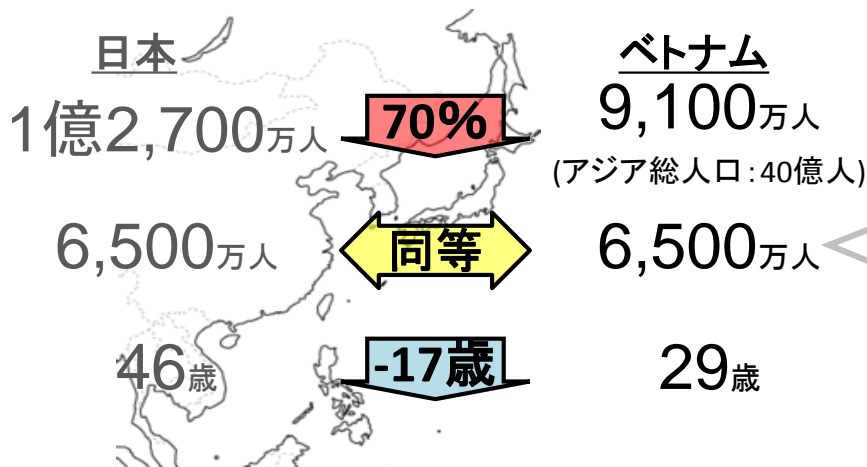 日本
ベトナム
1億2,700万人
70%
9,100万人
(アジア総人口:40億人)
6,500万人
同等
6,500万人
46歳
-17歳
29歳